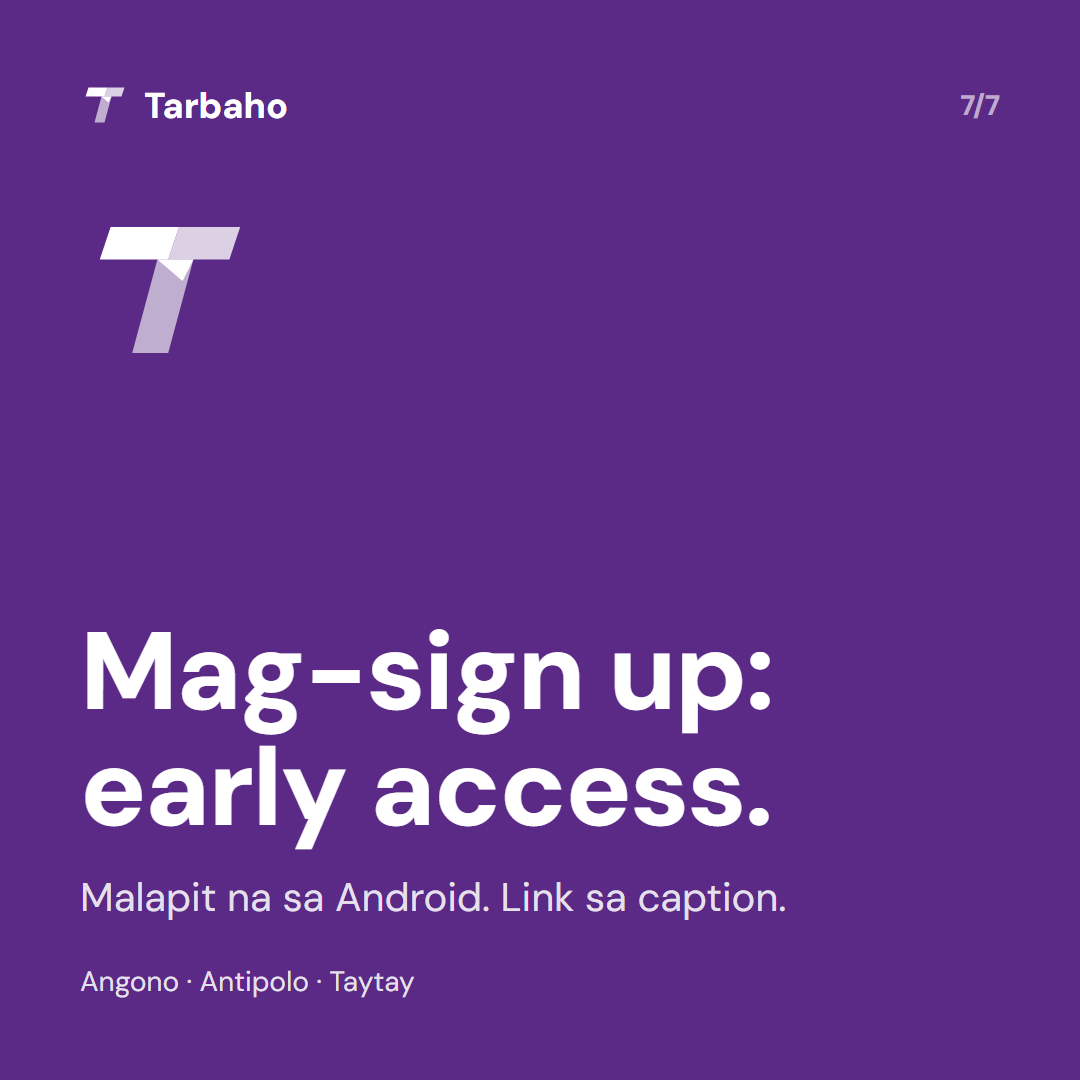 Tarbaho
7/7
Mag-sign up:
early access.
Malapit na sa Android. Link sa caption.
Angono · Antipolo · Taytay